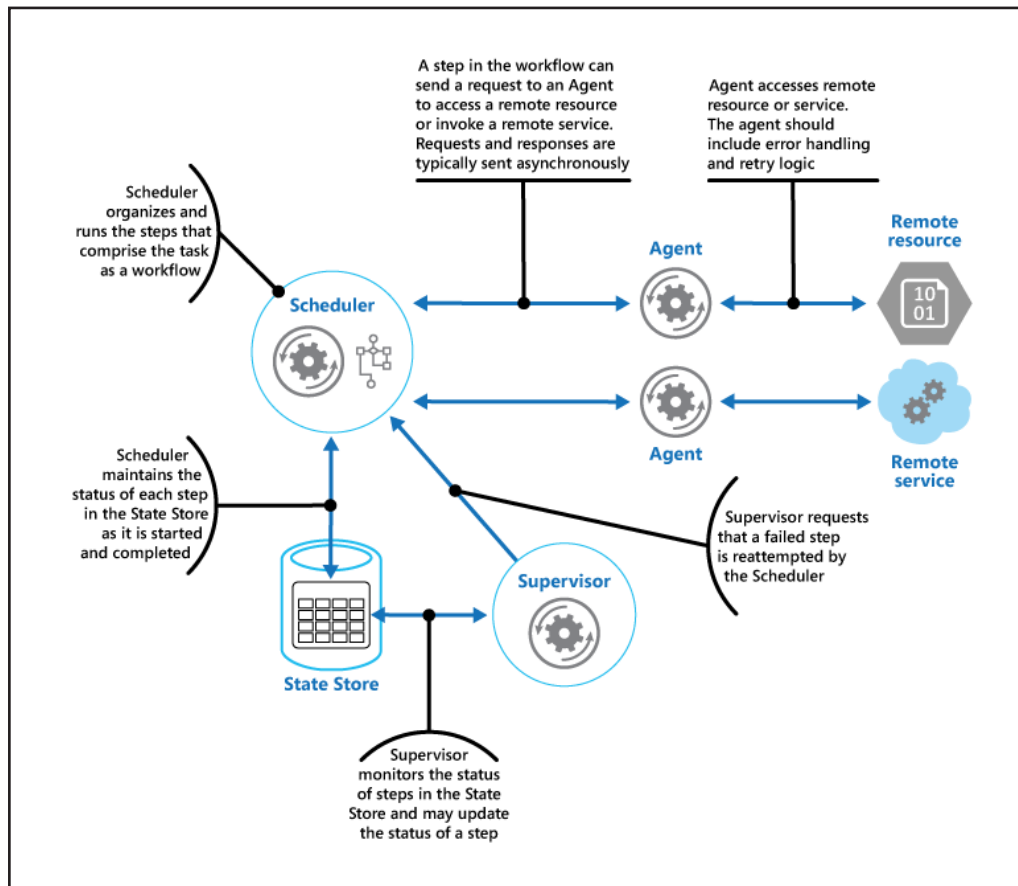 A step in the workflow can
send a request to an Agent
to access a remote resource
or invoke a remote service.
Requests and responses are
typically sent asynchronously
Agent accesses remote
resource or service.
The agent should
include error handling
and retry logic
Scheduler
organizes and
runs the steps that
comprise the task
as a workflow
Scheduler
Agent
Remote
resource
10
01
Agent
Remote
service
Scheduler
maintains the
status of each step
in the State Store
as it is started
and completed
Supervisor requests
that a failed step
is reattempted by
the Scheduler
Supervisor
State Store
Supervisor
monitors the status
of steps in the State
Store and may update
the status of a step